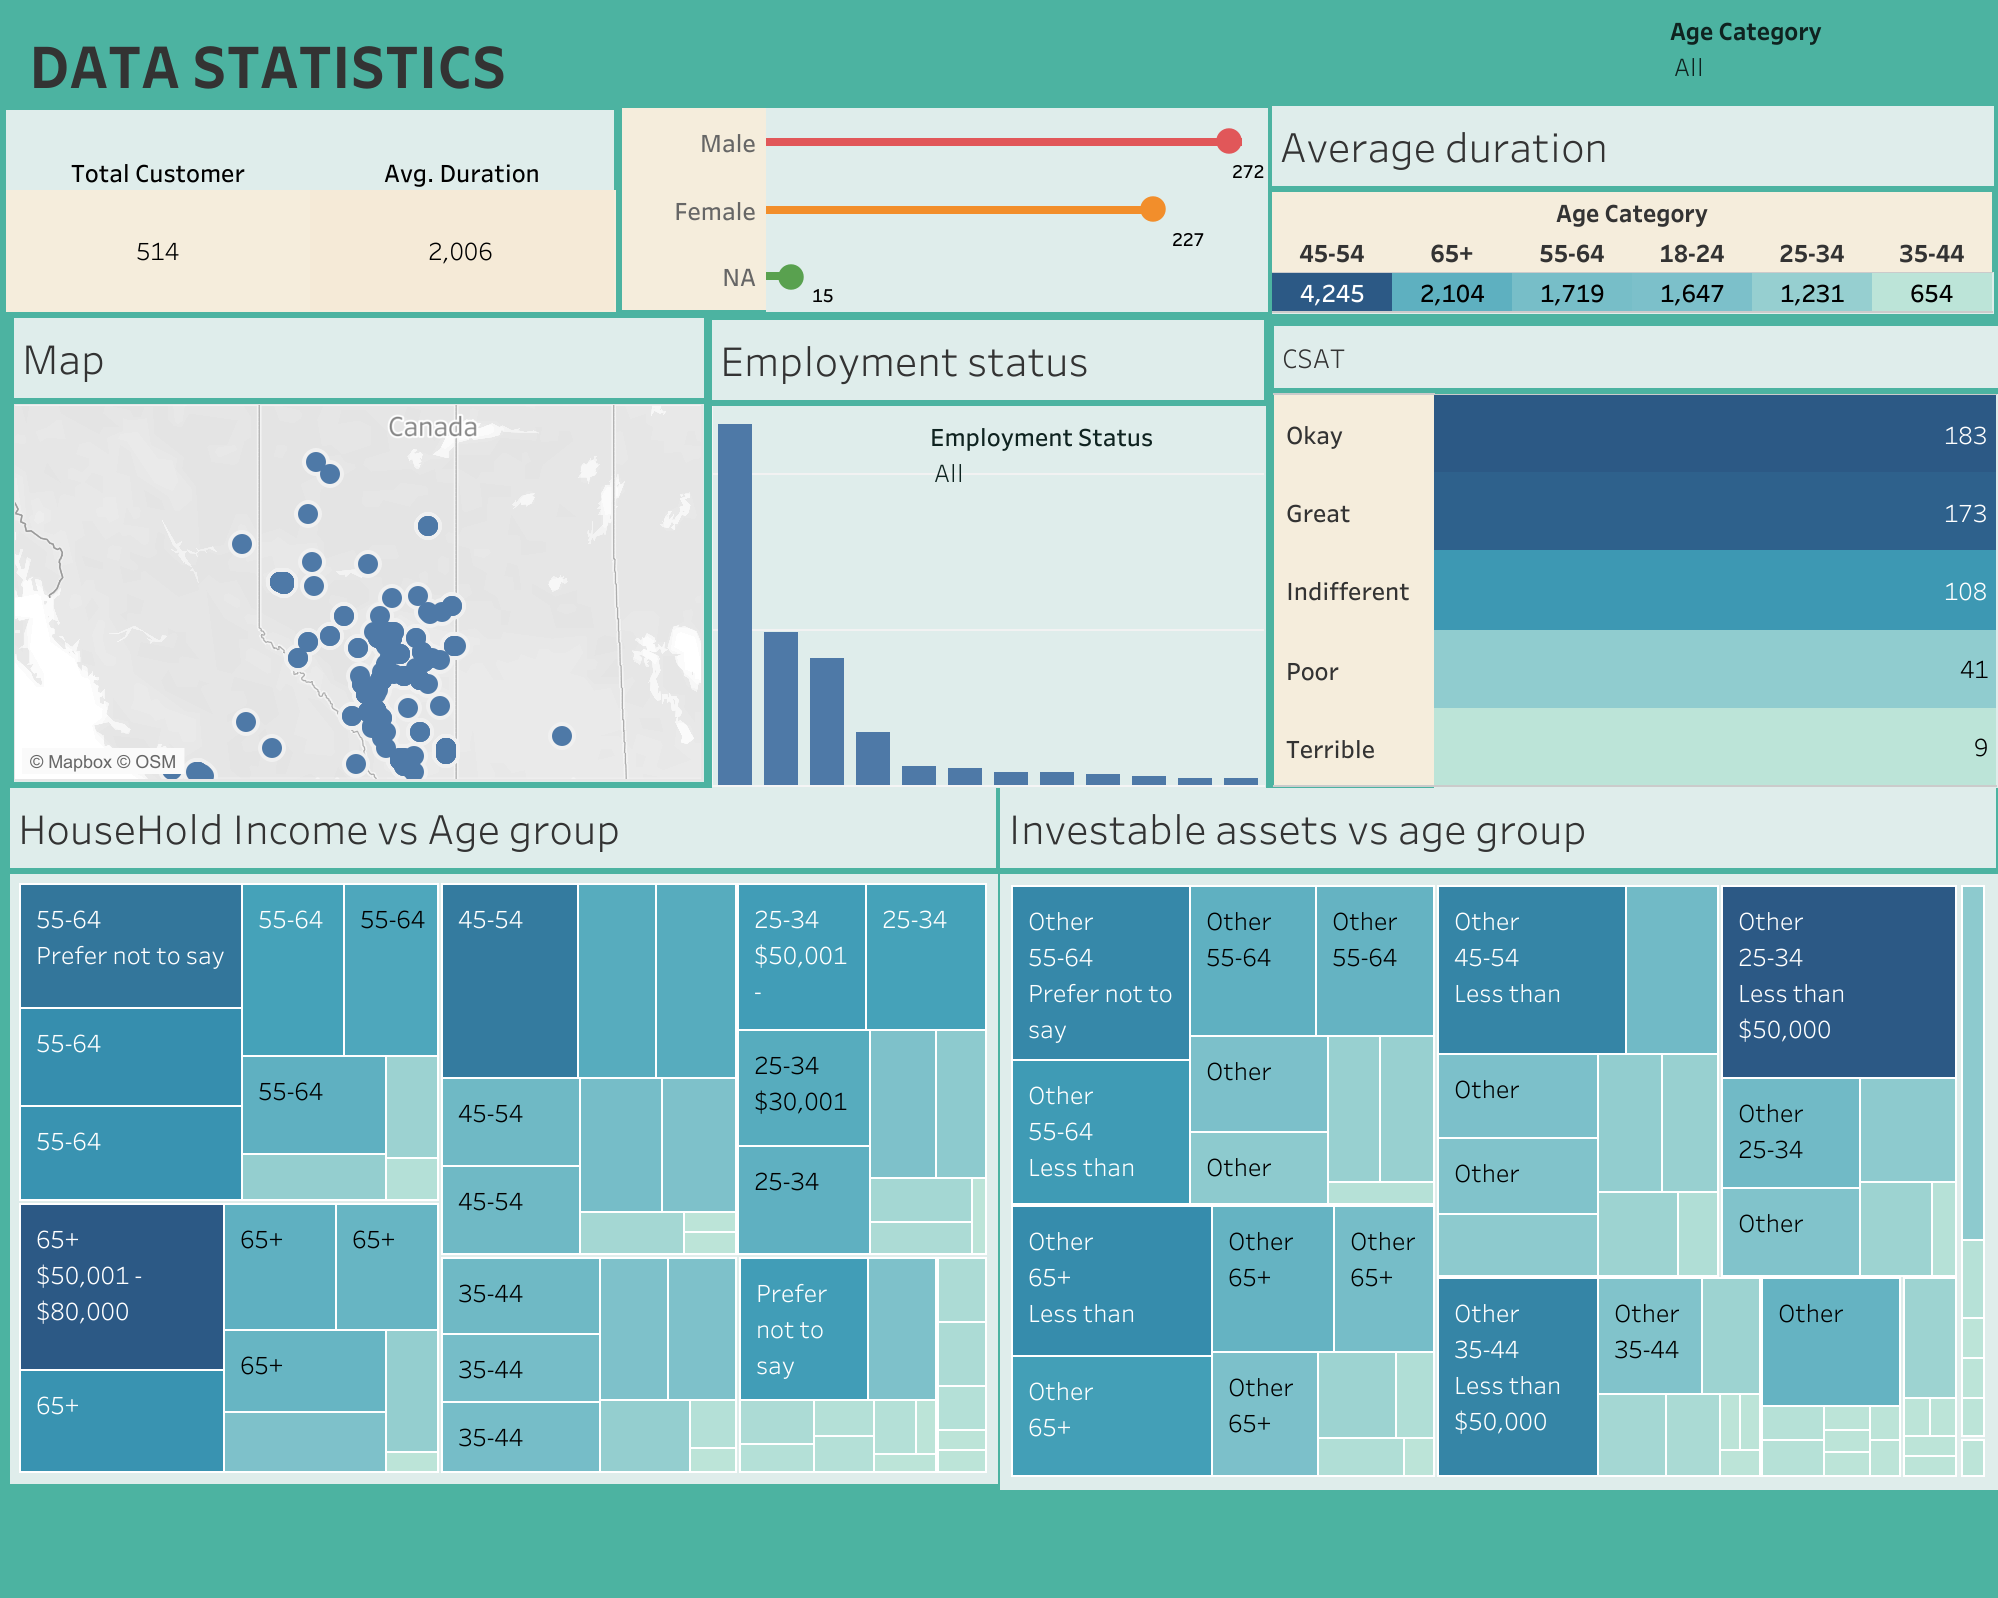 DATA STATISTICS
Age Category
All
Total Customer
Avg. Duration
514
2,006
Male
272
Female
227
NA
15
Average duration
Age Category
45-54
65+
55-64
18-24
25-34
35-44
4,245
2,104
1,719
1,647
1,231
654
Map
Canada
© Mapbox © OSM
Employment status
Employment Status
All
CSAT
Okay
183
Great
173
Indifferent
108
Poor
41
Terrible
9
HouseHold Income vs Age group
55-64
Prefer not to say
55-64
55-64
55-64
55-64
55-64
65+
$50,001 -
$80,000
65+
65+
65+
65+
45-54
45-54
45-54
35-44
35-44
35-44
25-34
$50,001
-
25-34
25-34
$30,001
25-34
Prefer
not to
say
Investable assets vs age group
Other
55-64
Prefer not to
say
Other
55-64
Less than
Other
55-64
Other
55-64
Other
Other
Other
65+
Less than
Other
65+
Other
65+
Other
65+
Other
65+
Other
45-54
Less than
Other
Other
Other
25-34
Less than
$50,000
Other
25-34
Other
Other
35-44
Less than
$50,000
Other
35-44
Other